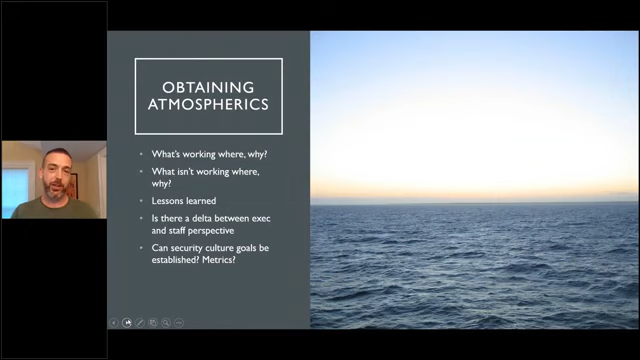 OBTAINING
ATMOSPHERICS
• What's working where, why?
• What isn't working where,
why?
• Lessons learned
• Is there a delta between exec
and staff perspective
• Can security culture goals be
established? Metrics?